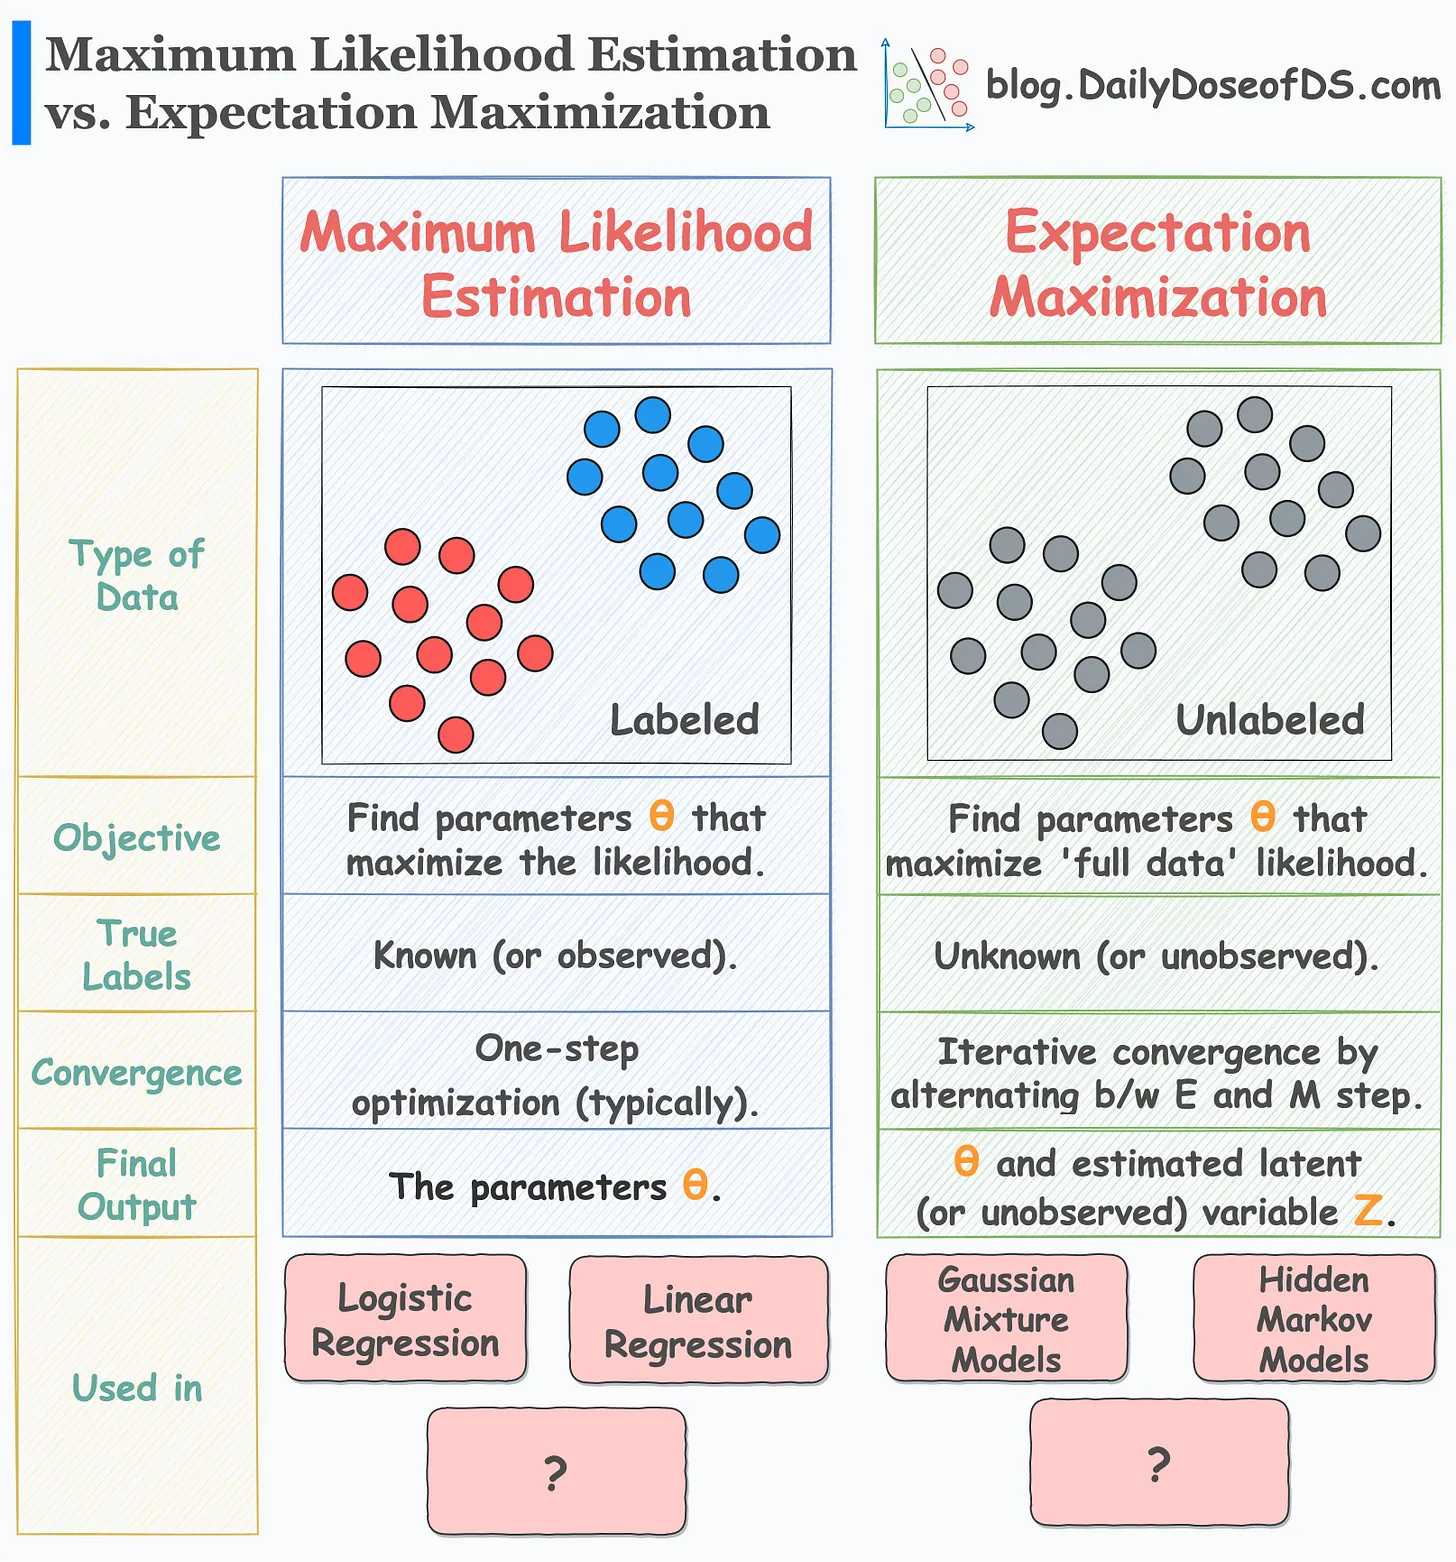 Maximum Likelihood Estimation
vs. Expectation Maximization
blog.DailyDoseofDS.com
Maximum Likelihood
Estimation
Expectation
Maximization
Type of
Data
Labeled
Unlabeled
Objective
Find parameters θ that
maximize the likelihood.
Find parameters θ that
maximize 'full data' likelihood.
True
Labels
Known (or observed).
Unknown (or unobserved).
Convergence
One-step
optimization (typically).
Iterative convergence by
alternating b/w E and M step.
Final
Output
The parameters θ.
θ and estimated latent
(or unobserved) variable Z.
Used in
Logistic
Regression
Linear
Regression
Gaussian
Mixture
Models
Hidden
Markov
Models
?
?